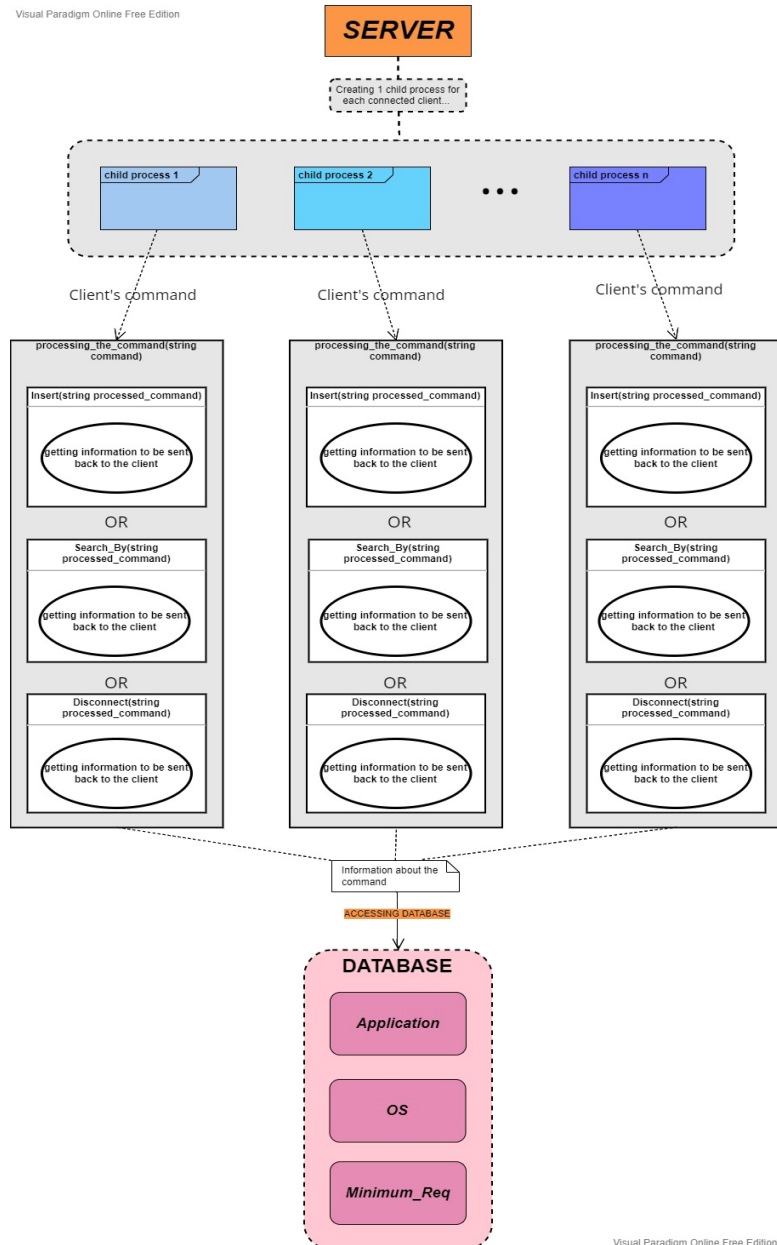 Visual Paradigm Online Free Edition
SERVER
Creating 1 child process for
each connected client...
child process 1
child process 2
• • •
child process n
Client's command
Client's command
Client's command
processing_the_command(string
command)
Insert(string processed_command)
getting information to be sent
back to the client
OR
Search_By(string
processed_command)
getting information to be sent
back to the client
OR
Disconnect(string
processed_command)
getting information to be sent
back to the client
processing_the_command(string
command)
Insert(string processed_command)
getting information to be sent
back to the client
OR
Search_By(string
processed_command)
getting information to be sent
back to the client
OR
Disconnect(string
processed_command)
getting information to be sent
back to the client
processing_the_command(string
command)
Insert(string processed_command)
getting information to be sent
back to the client
OR
Search_By(string
processed_command)
getting information to be sent
back to the client
OR
Disconnect(string
processed_command)
getting information to be sent
back to the client
Information about the
command
ACCESSING DATABASE
DATABASE
Application
OS
Minimum_Req
Visual Paradigm Online Free Edition